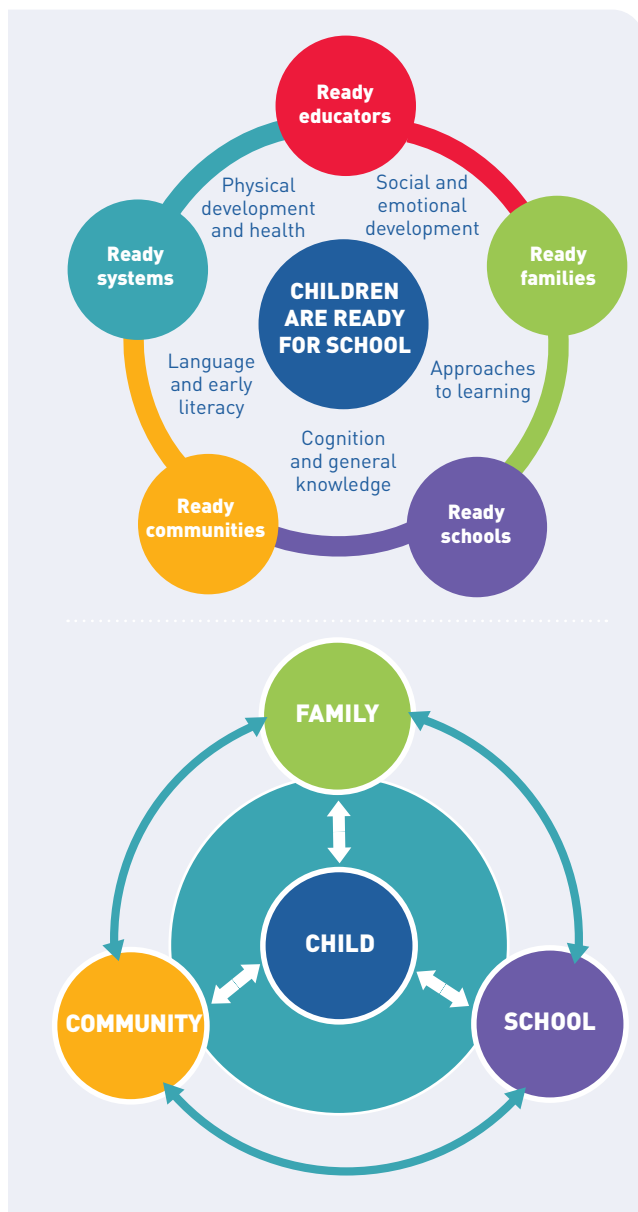 Ready
educators
Physical
development
and health
Social and
emotional
development
Ready
systems
Ready
families
CHILDREN
ARE READY
FOR SCHOOL
Language
and early
literacy
Approaches
to learning
Cognition
and general
knowledge
Ready
communities
Ready
schools
FAMILY
CHILD
COMMUNITY
SCHOOL